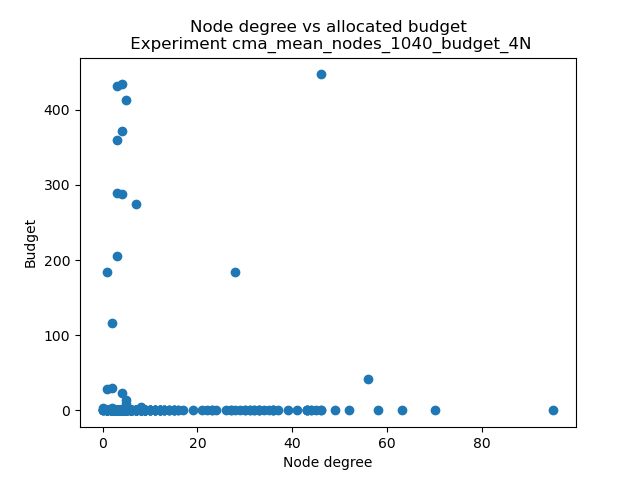 Node degree vs allocated budget
Experiment cma_mean_nodes_1040_budget_4N
400
300
200
100
0
Budget
0 20 40 60 80
Node degree